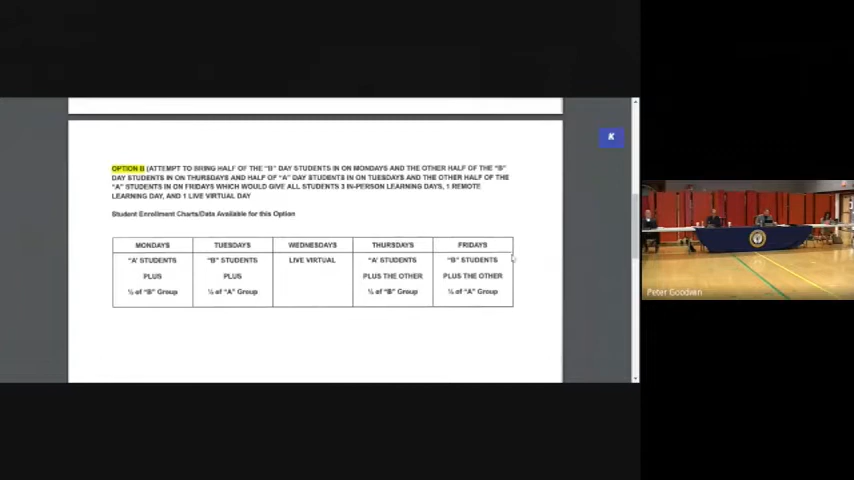 OPTION B (ATTEMPT TO BRING HALF OF THE "B" DAY STUDENTS IN ON MONDAYS AND THE OTHER HALF OF THE "B"
DAY STUDENTS IN ON THURSDAYS AND HALF OF "A" DAY STUDENTS IN ON TUESDAYS AND THE OTHER HALF OF THE
"A" STUDENTS IN ON FRIDAYS WHICH WOULD GIVE ALL STUDENTS 3 IN-PERSON LEARNING DAYS, 1 REMOTE
LEARNING DAY, AND 1 LIVE VIRTUAL DAY
Student Enrollment Charts/Data Available for this Option
MONDAYS TUESDAYS WEDNESDAYS THURSDAYS FRIDAYS
"A' STUDENTS "B" STUDENTS LIVE VIRTUAL "A' STUDENTS "B" STUDENTS
PLUS PLUS PLUS THE OTHER PLUS THE OTHER
½ of "B" Group ½ of "A" Group ½ of "B" Group ½ of "A" Group
K
Peter Goodwin